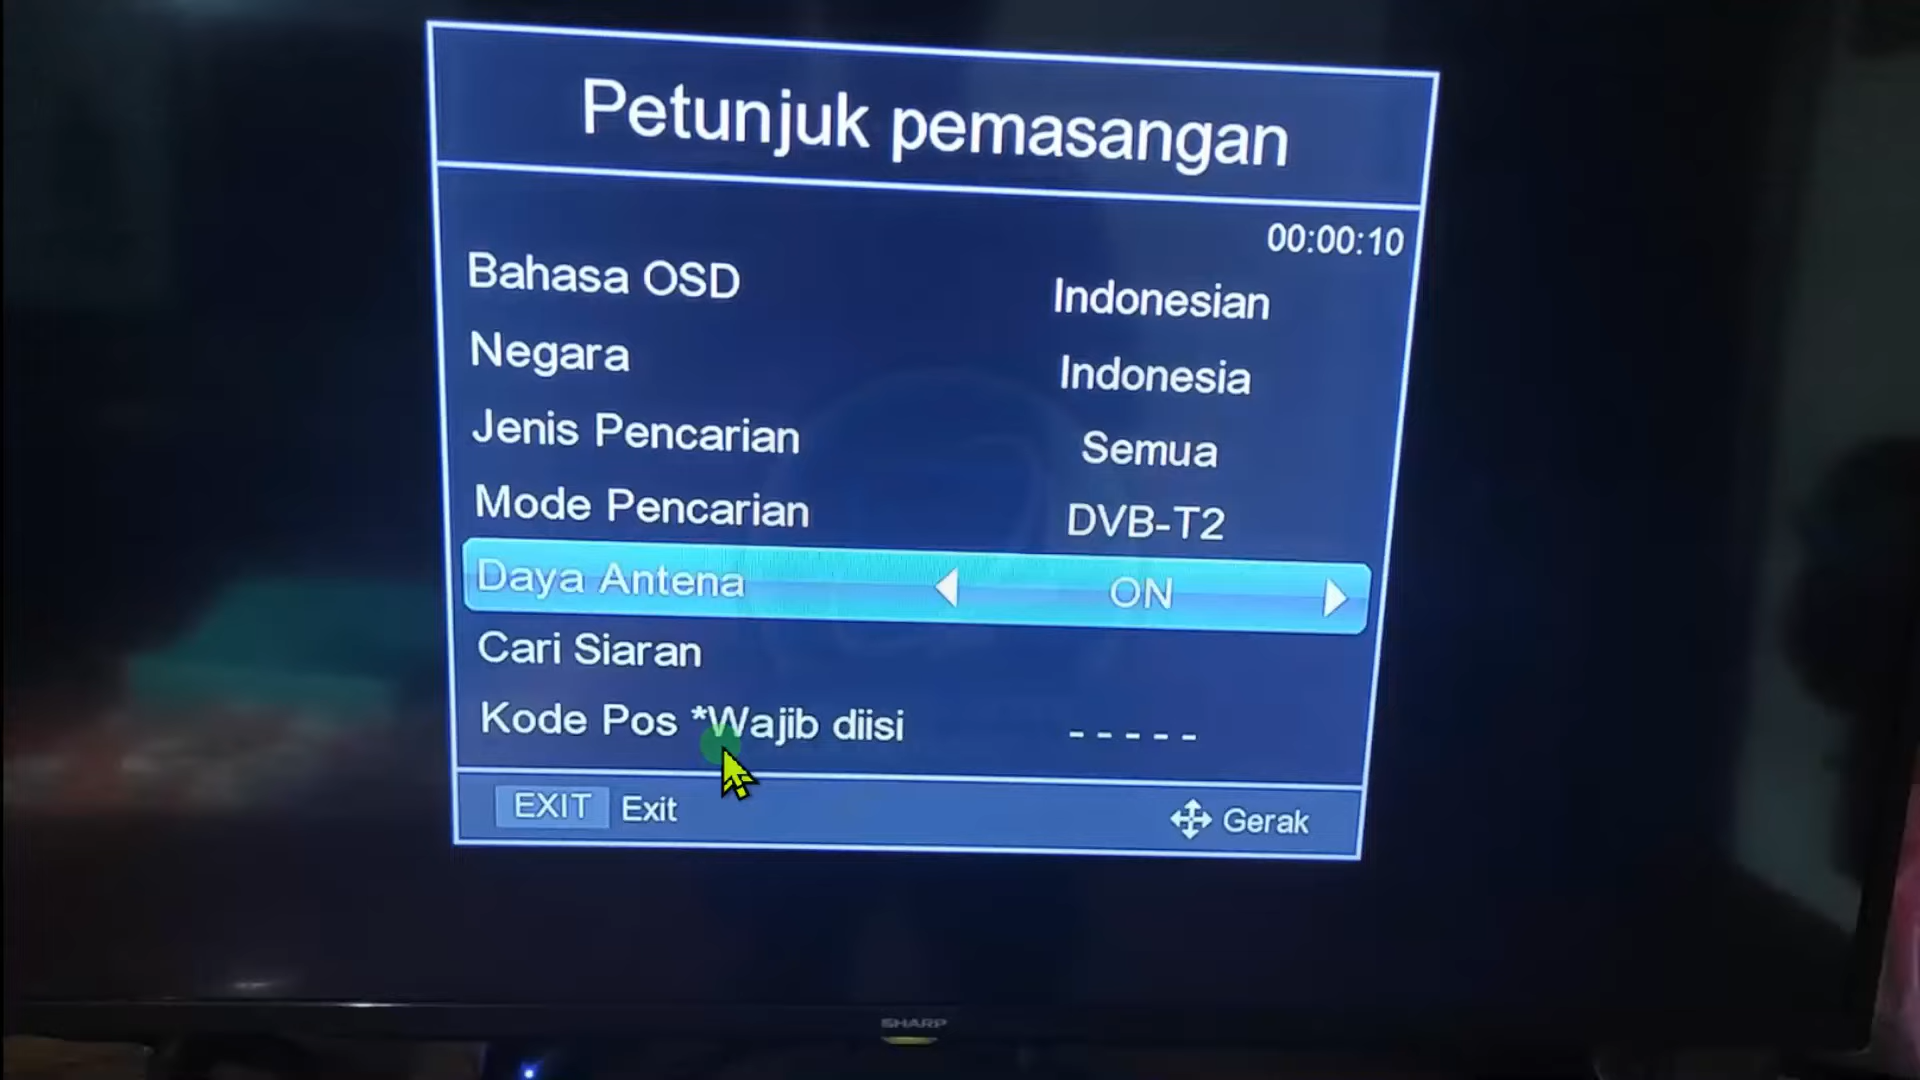 Petunjuk pemasangan
00:00:10
Bahasa OSD Indonesian
Negara Indonesia
Jenis Pencarian Semua
Mode Pencarian DVB-T2
Daya Antena ON
Cari Siaran
Kode Pos *Wajib diisi - - - - -
EXIT Exit Gerak
SHARP